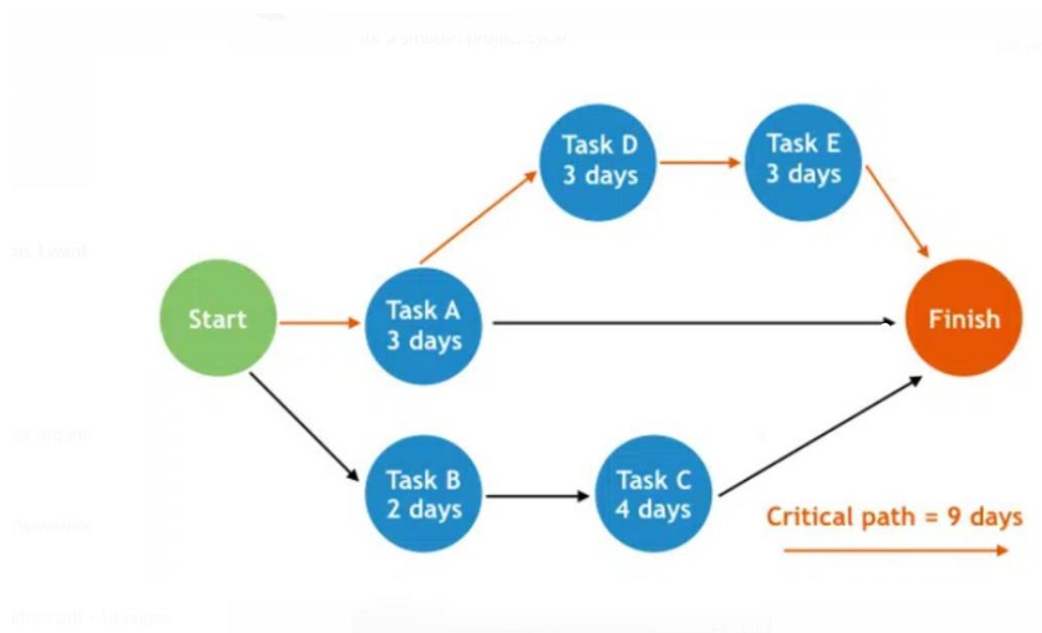 Task D
3 days
Task E
3 days
Start
Task A
3 days
Finish
Task B
2 days
Task C
4 days
Critical path = 9 days